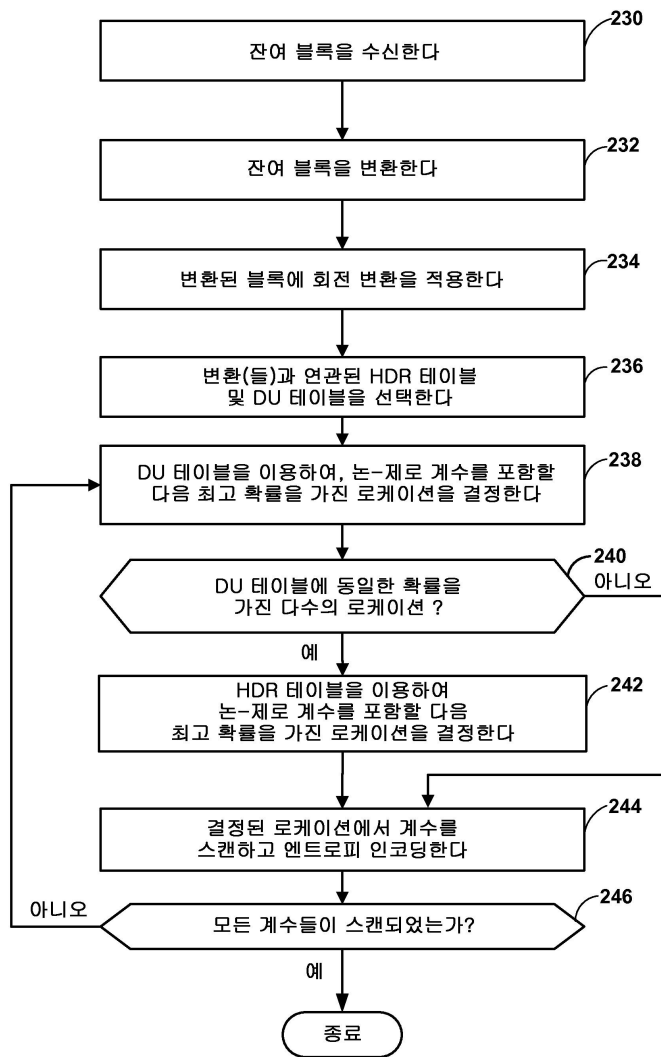 230
잔여 블록을 수신한다
232
잔여 블록을 변환한다
234
변환된 블록에 회전 변환을 적용한다
236
변환(들)과 연관된 HDR 테이블
및 DU 테이블을 선택한다
238
DU 테이블을 이용하여, 논-제로 계수를 포함할
다음 최고 확률을 가진 로케이션을 결정한다
240
DU 테이블에 동일한 확률을
가진 다수의 로케이션 ?
아니오
예
242
HDR 테이블을 이용하여
논-제로 계수를 포함할 다음
최고 확률을 가진 로케이션을 결정한다
244
결정된 로케이션에서 계수를
스캔하고 엔트로피 인코딩한다
246
아니오
모든 계수들이 스캔되었는가?
예
종료